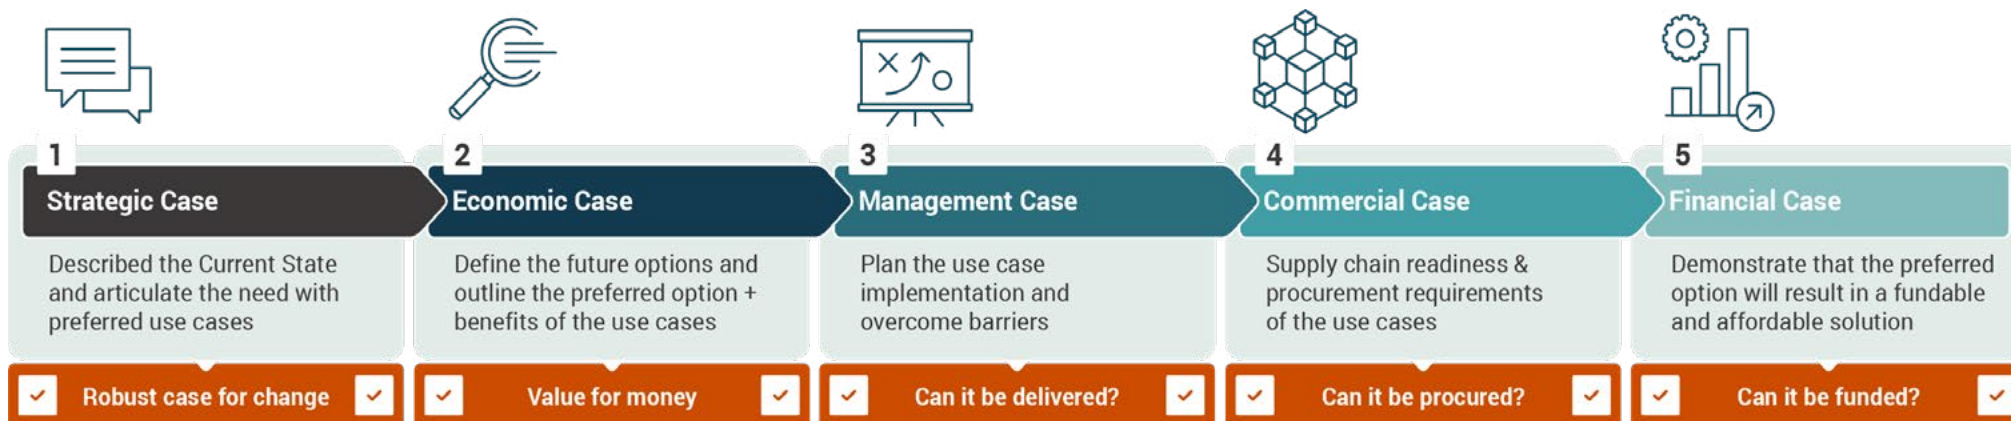 1
Strategic Case
Described the Current State
and articulate the need with
preferred use cases
Robust case for change
2
Economic Case
Define the future options and
outline the preferred option +
benefits of the use cases
Value for money
3
Management Case
Plan the use case
implementation and
overcome barriers
Can it be delivered?
4
Commercial Case
Supply chain readiness &
procurement requirements
of the use cases
Can it be procured?
5
Financial Case
Demonstrate that the preferred
option will result in a fundable
and affordable solution
Can it be funded?